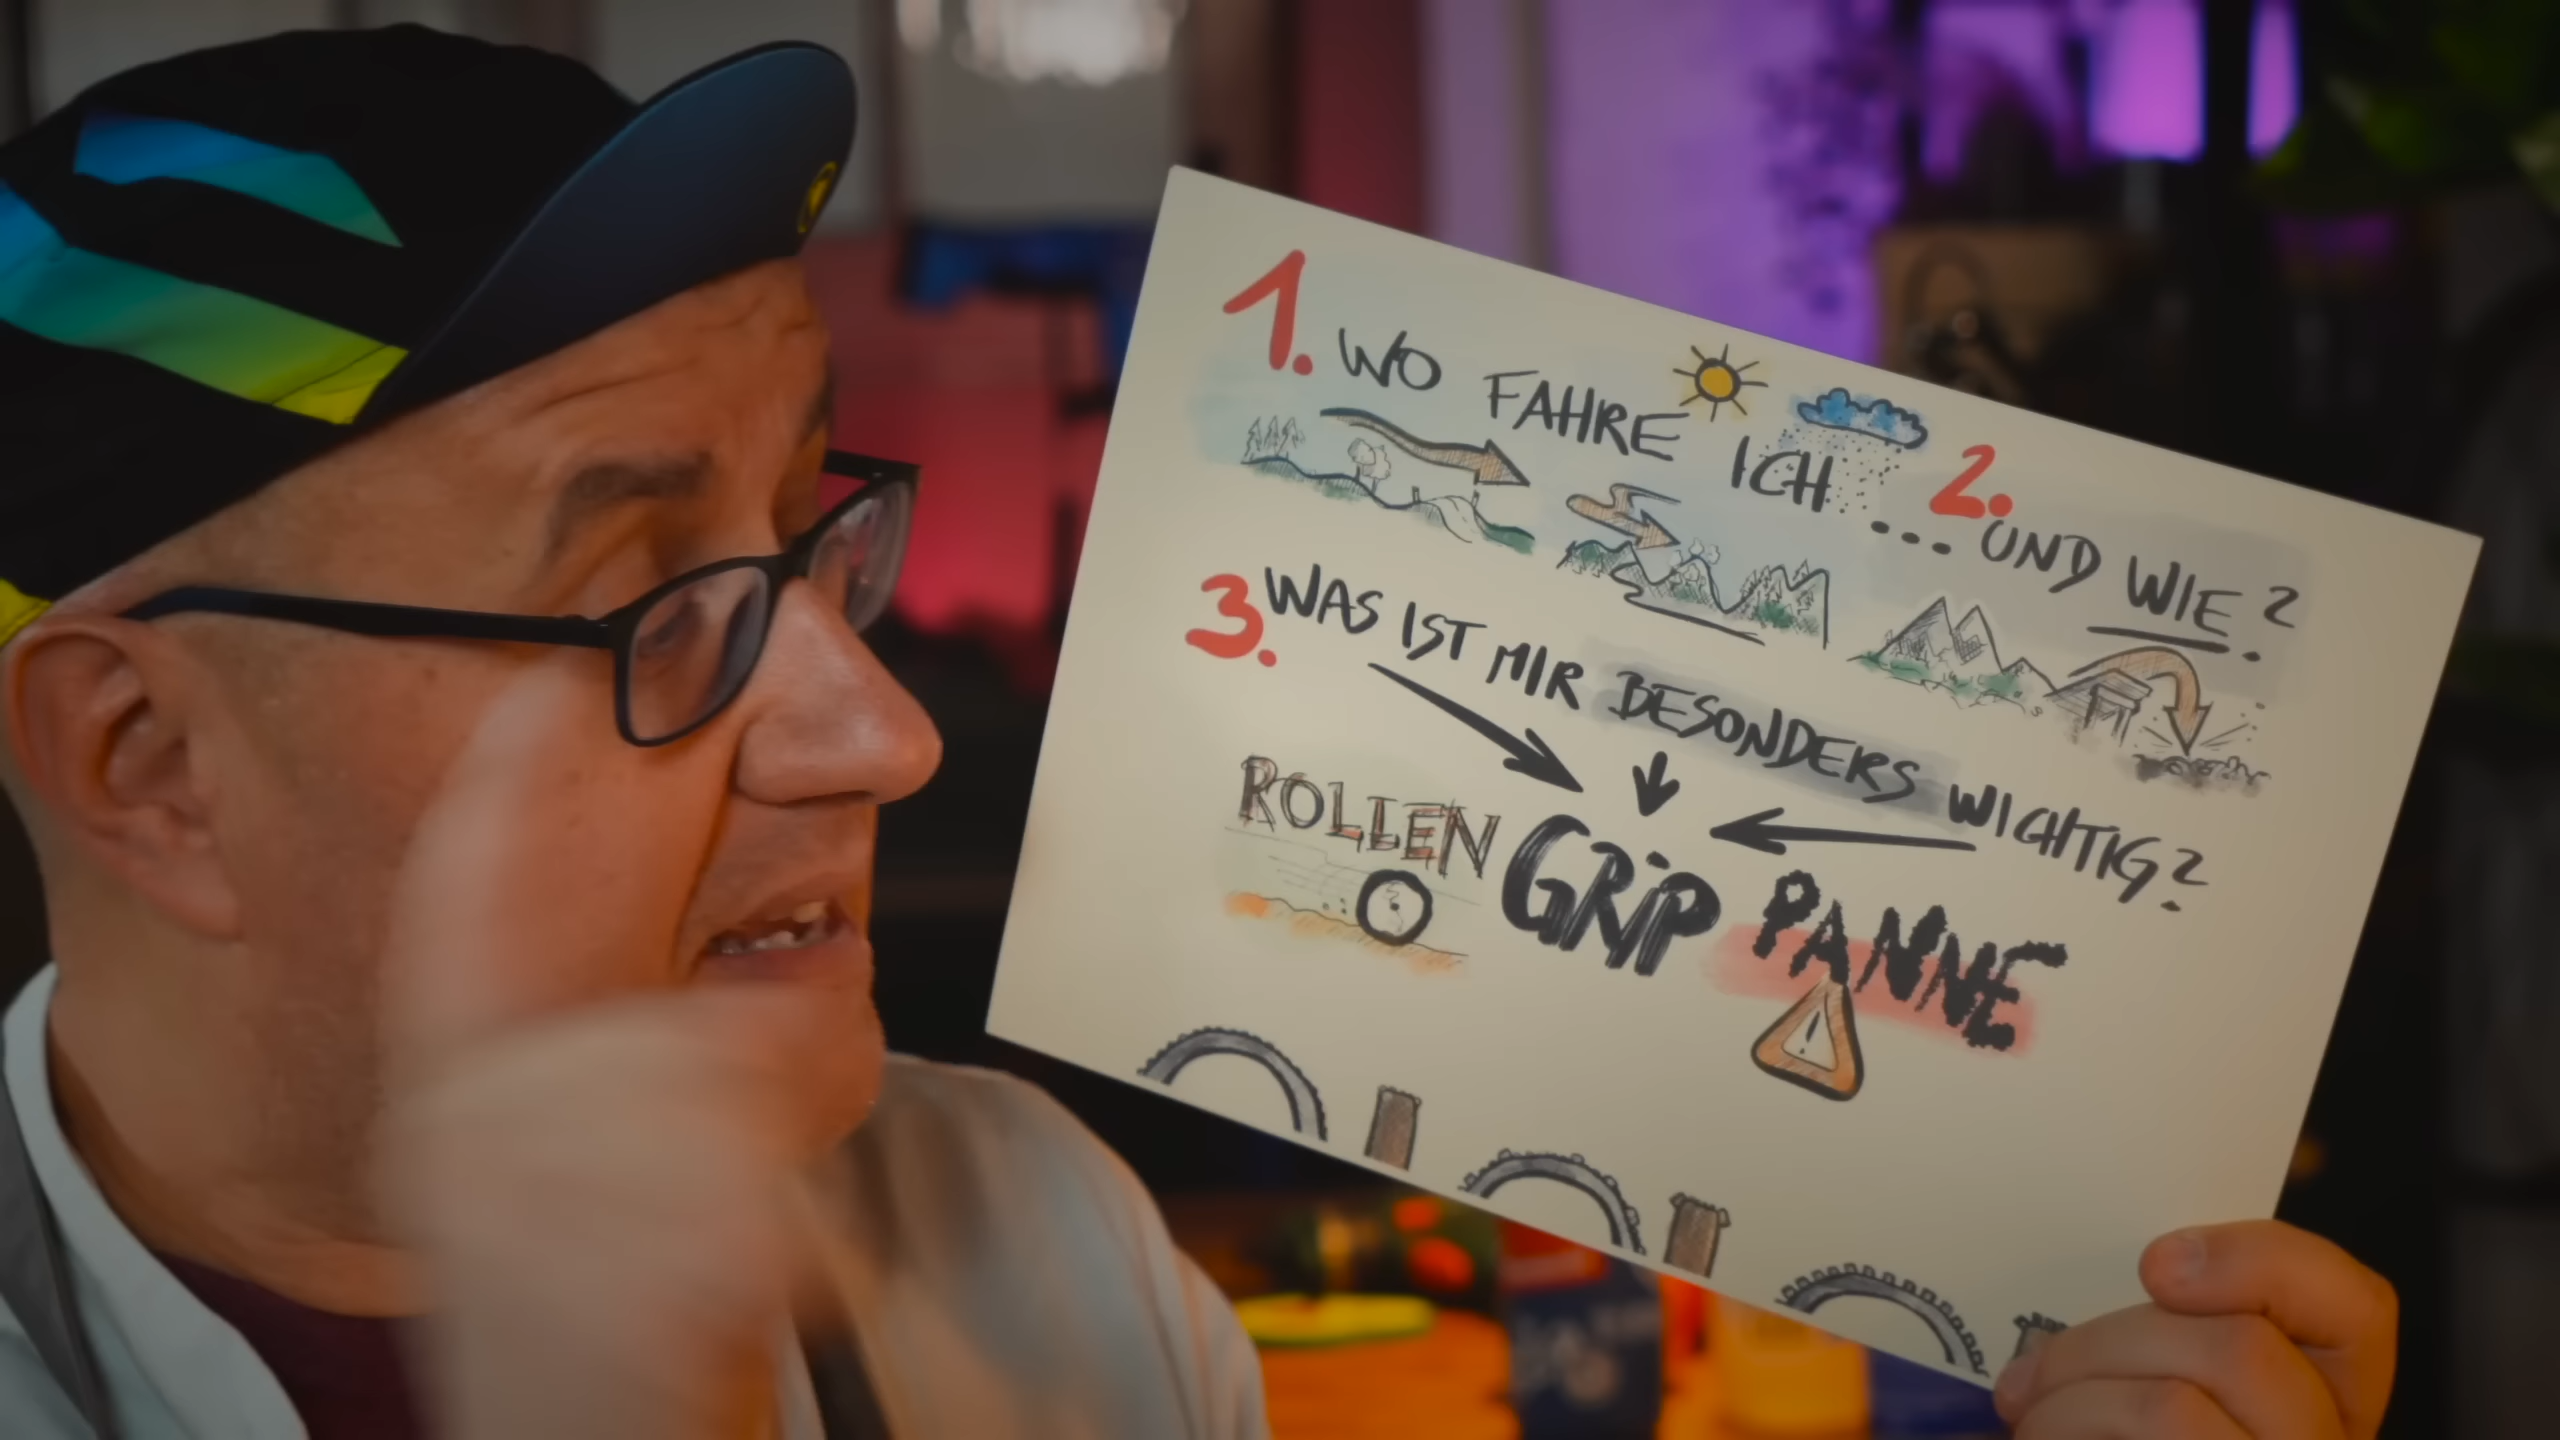 1. WO FAHRE ICH ... 2. UND WIE?
3. WAS IST MIR BESONDERS WICHTIG?
ROLLEN GRIP PANNE
!